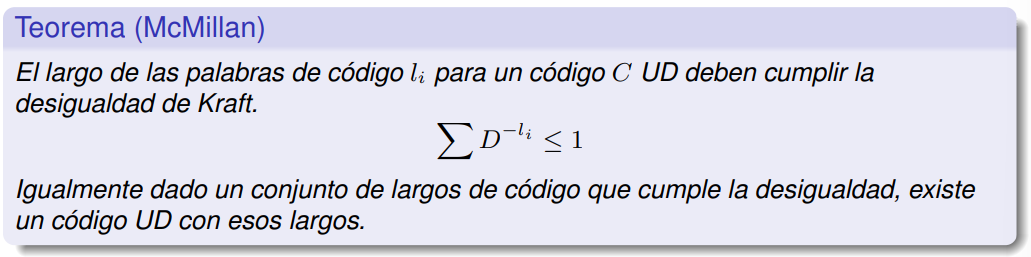 Teorema (McMillan)
El largo de las palabras de código lᵢ para un código C UD deben cumplir la
desigualdad de Kraft.
∑ D^{-lᵢ} ≤ 1
Igualmente dado un conjunto de largos de código que cumple la desigualdad, existe
un código UD con esos largos.